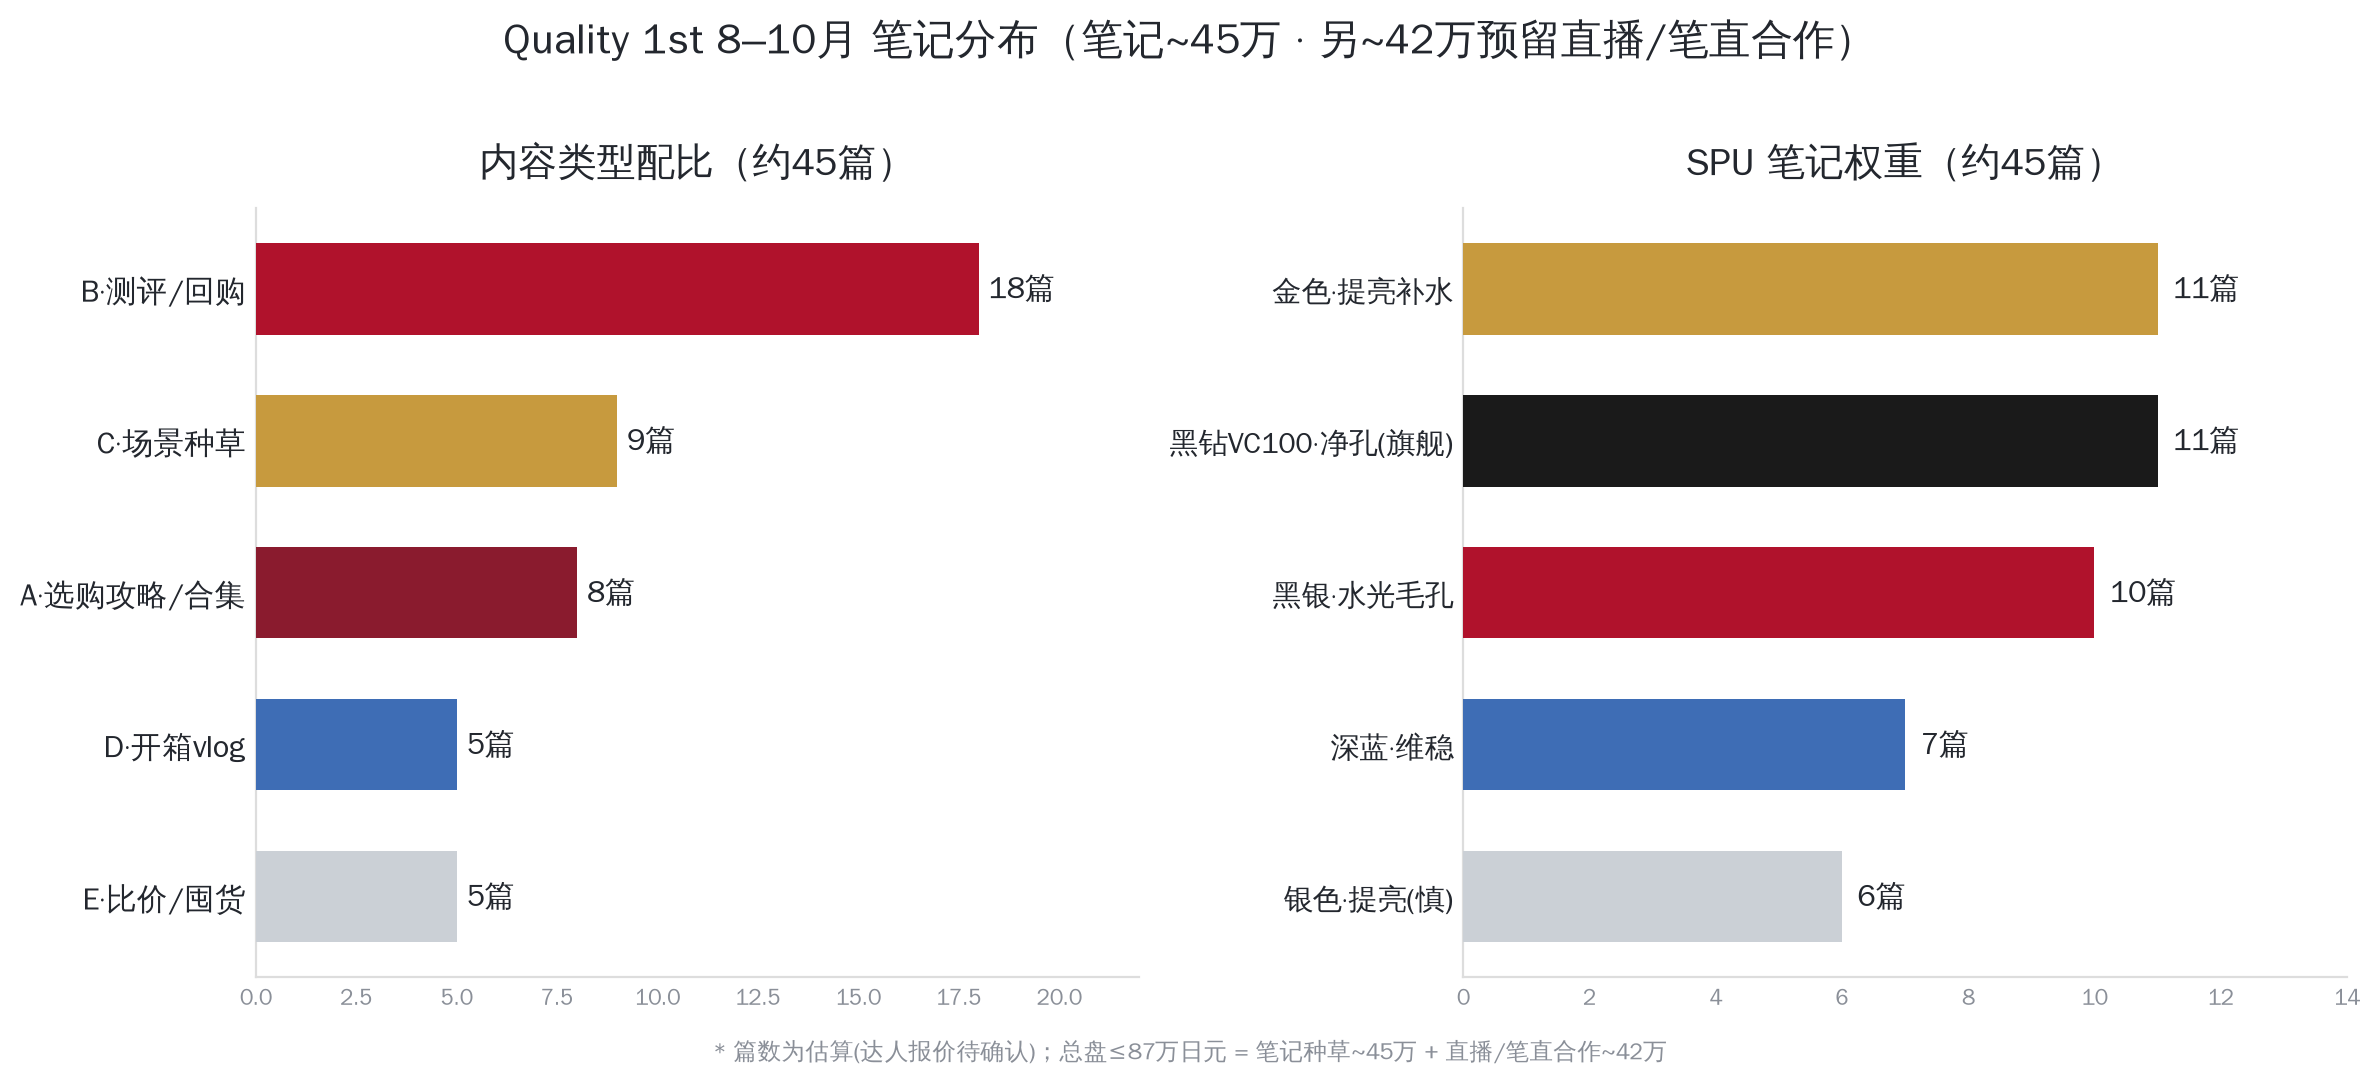 Quality 1st 8–10月 笔记分布（笔记~45万 · 另~42万预留直播/笔直合作）
内容类型配比（约45篇）
B·测评/回购
18篇
C·场景种草
9篇
A·选购攻略/合集
8篇
D·开箱vlog
5篇
E·比价/囤货
5篇
0.0 2.5 5.0 7.5 10.0 12.5 15.0 17.5 20.0
SPU 笔记权重（约45篇）
金色·提亮补水
11篇
黑钻VC100·净孔(旗舰)
11篇
黑银·水光毛孔
10篇
深蓝·维稳
7篇
银色·提亮(慎)
6篇
0 2 4 6 8 10 12 14
* 篇数为估算(达人报价待确认)；总盘≤87万日元 = 笔记种草~45万 + 直播/笔直合作~42万